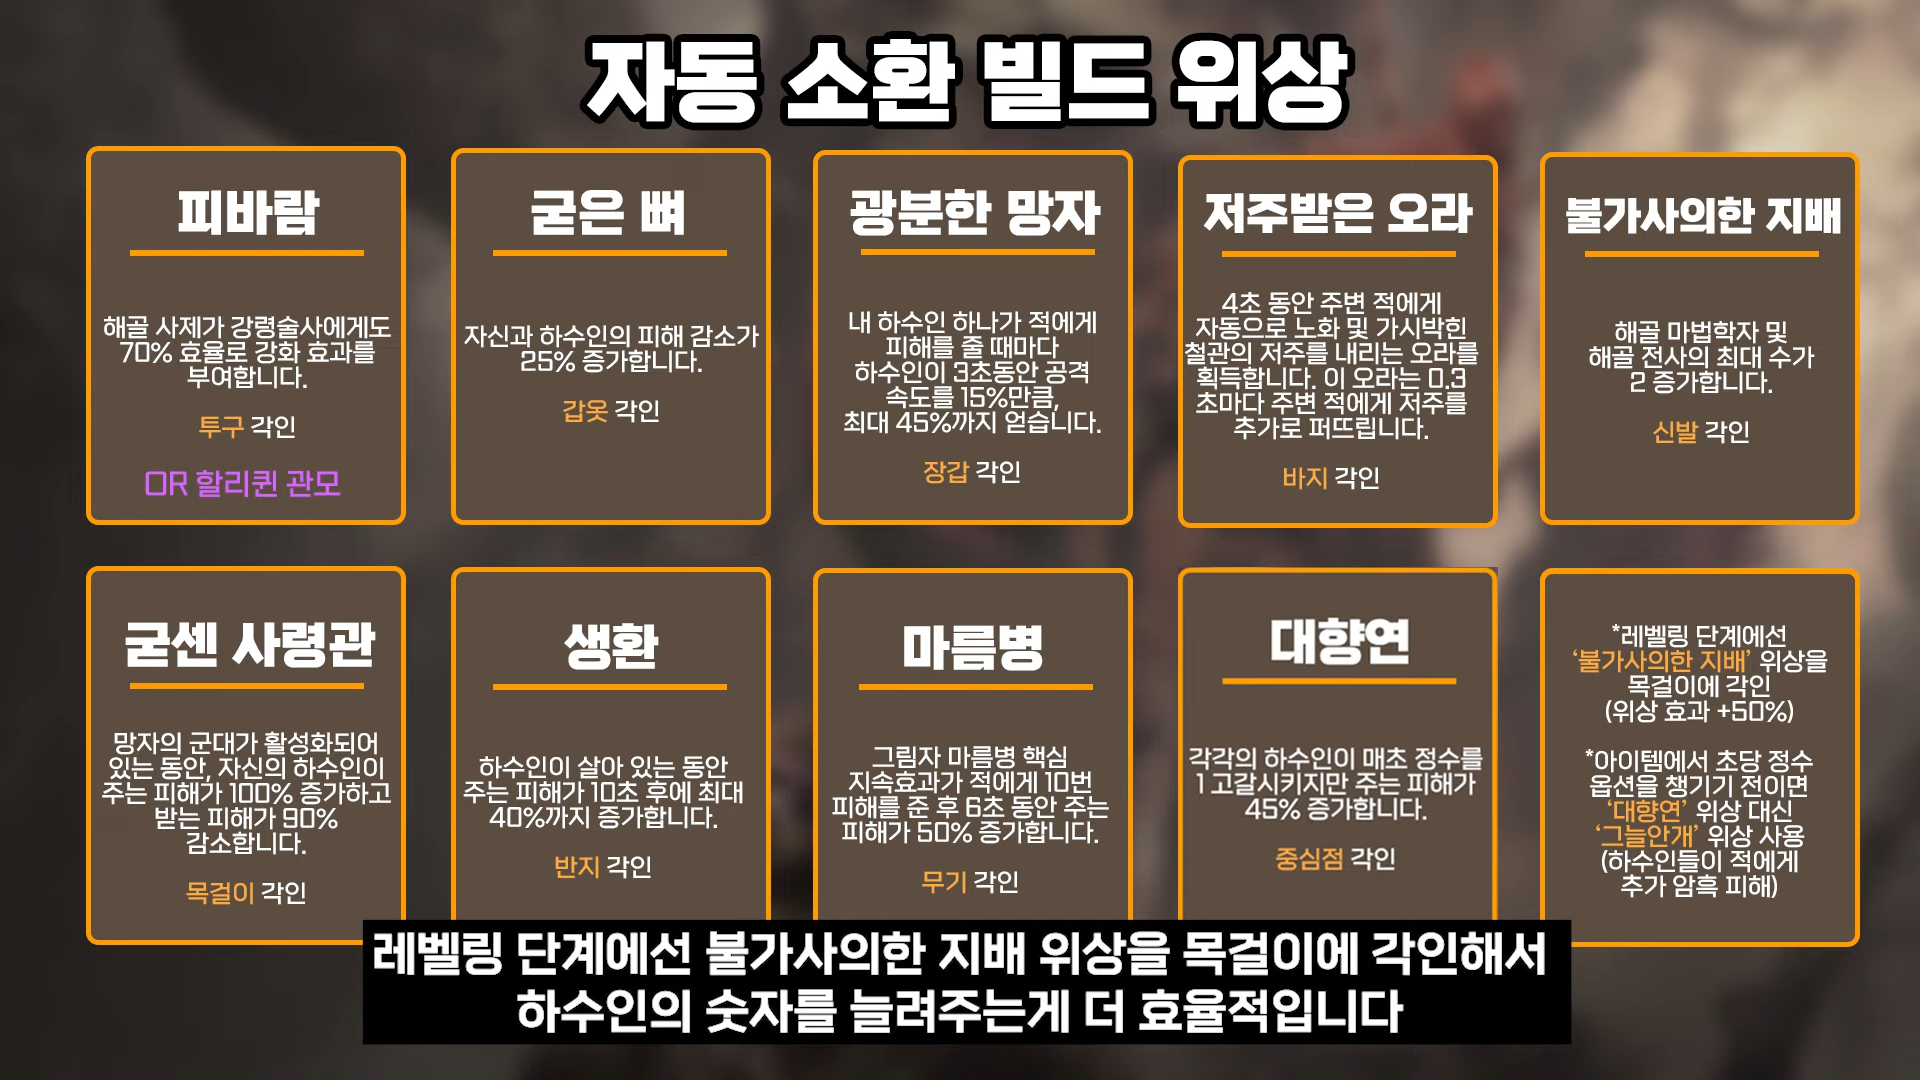 자동 소환 빌드 위상
피바람
해골 사제가 강령술사에게도
70% 효율로 강화 효과를
부여합니다.
투구 각인
OR 할리퀸 관모
굳은 뼈
자신과 하수인의 피해 감소가
25% 증가합니다.
갑옷 각인
광분한 망자
내 하수인 하나가 적에게
피해를 줄 때마다
하수인이 3초동안 공격
속도를 15%만큼,
최대 45%까지 얻습니다.
장갑 각인
저주받은 오라
4초 동안 주변 적에게
자동으로 노화 및 가시박힌
철관의 저주를 내리는 오라를
획득합니다. 이 오라는 0.3
초마다 주변 적에게 저주를
추가로 퍼뜨립니다.
바지 각인
불가사의한 지배
해골 마법학자 및
해골 전사의 최대 수가
2 증가합니다.
신발 각인
굳센 사령관
망자의 군대가 활성화되어
있는 동안, 자신의 하수인이
주는 피해가 100% 증가하고
받는 피해가 90%
감소합니다.
목걸이 각인
생환
하수인이 살아 있는 동안
주는 피해가 10초 후에 최대
40%까지 증가합니다.
반지 각인
마름병
그림자 마름병 핵심
지속효과가 적에게 10번
피해를 준 후 6초 동안 주는
피해가 50% 증가합니다.
무기 각인
대향연
각각의 하수인이 매초 정수를
1 고갈시키지만 주는 피해가
45% 증가합니다.
중심점 각인
*레벨링 단계에선
‘불가사의한 지배’ 위상을
목걸이에 각인
(위상 효과 +50%)
*아이템에서 초당 정수
옵션을 챙기기 전이면
‘대향연’ 위상 대신
‘그늘안개’ 위상 사용
(하수인들이 적에게
추가 암흑 피해)
레벨링 단계에선 불가사의한 지배 위상을 목걸이에 각인해서
하수인의 숫자를 늘려주는게 더 효율적입니다